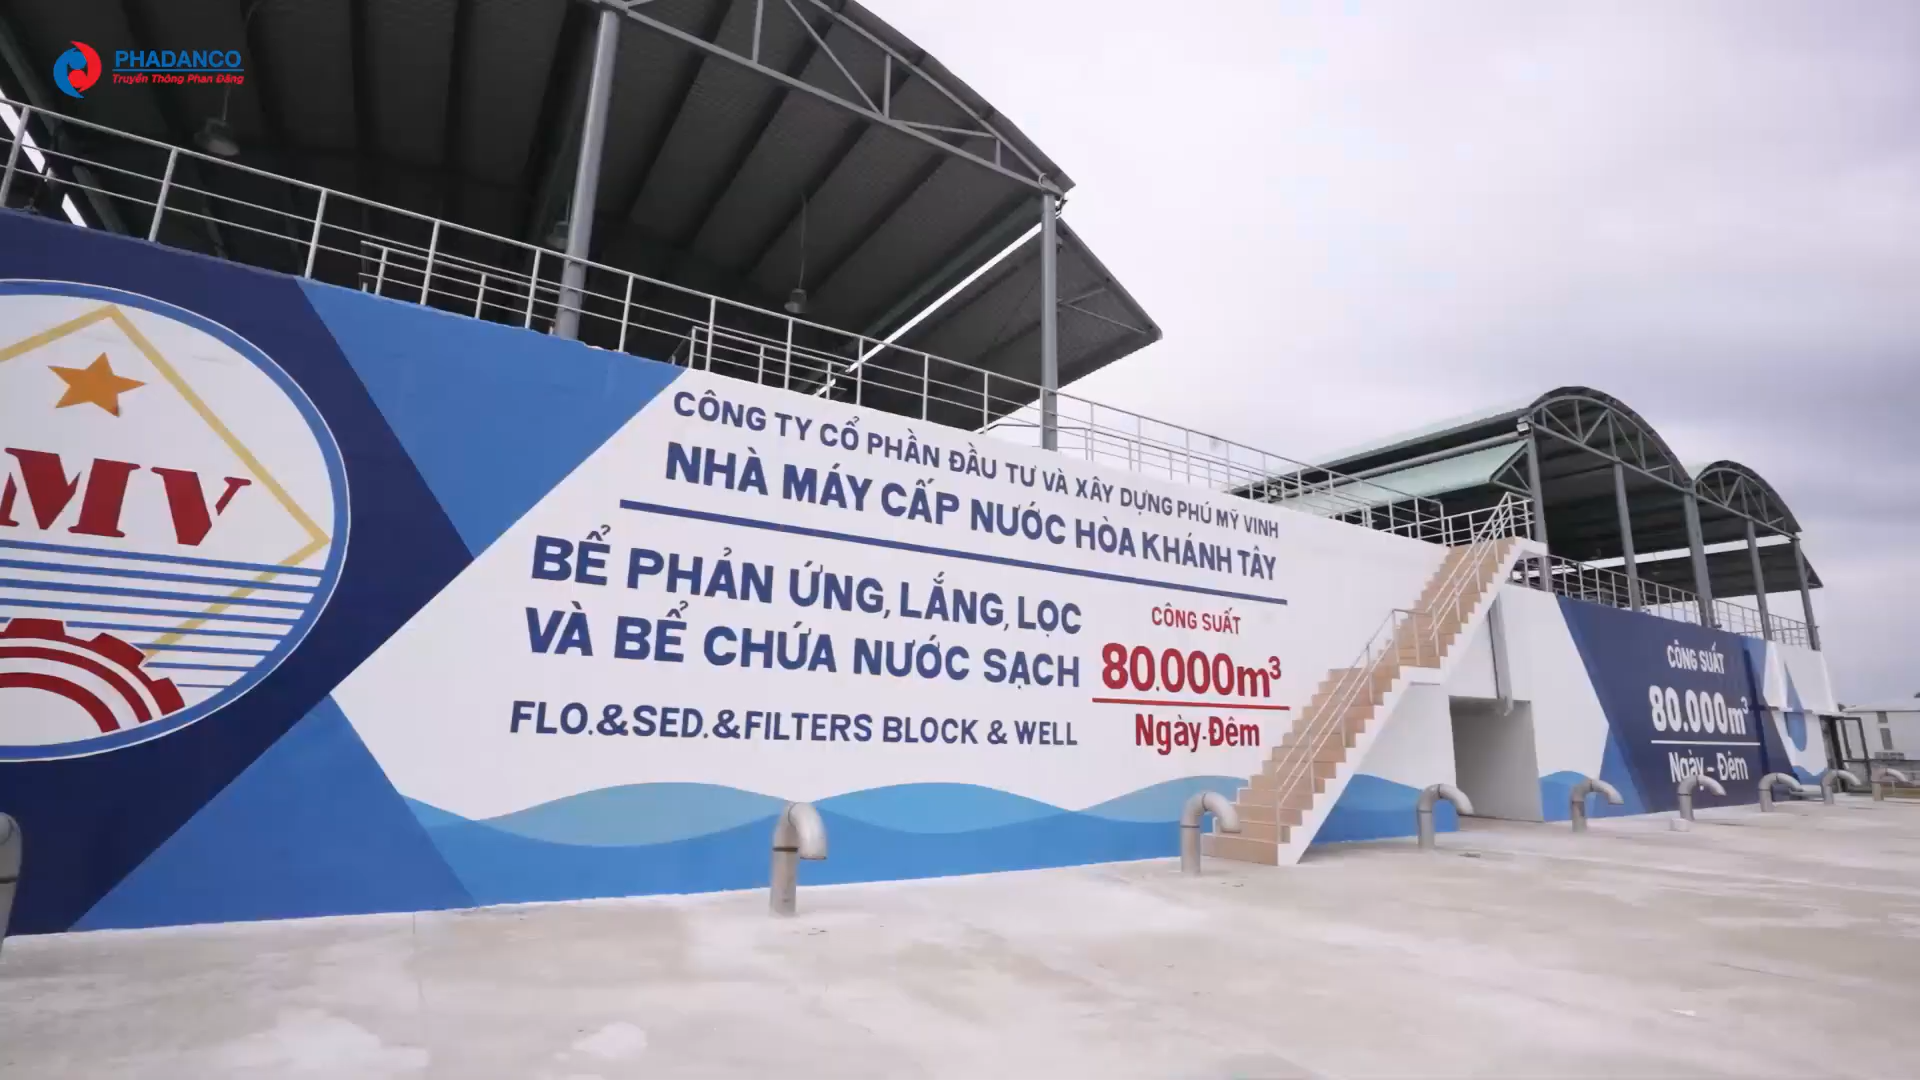 PHADANCO
Truyền Thông Phan Đăng
MV
CÔNG TY CỔ PHẦN ĐẦU TƯ VÀ XÂY DỰNG PHÚ MỸ VINH
NHÀ MÁY CẤP NƯỚC HÒA KHÁNH TÂY
BỂ PHẢN ỨNG, LẮNG, LỌC
VÀ BỂ CHỨA NƯỚC SẠCH
FLO.&SED.&FILTERS BLOCK & WELL
CÔNG SUẤT
80.000m³
Ngày-Đêm
CÔNG SUẤT
80.000m³
Ngày - Đêm